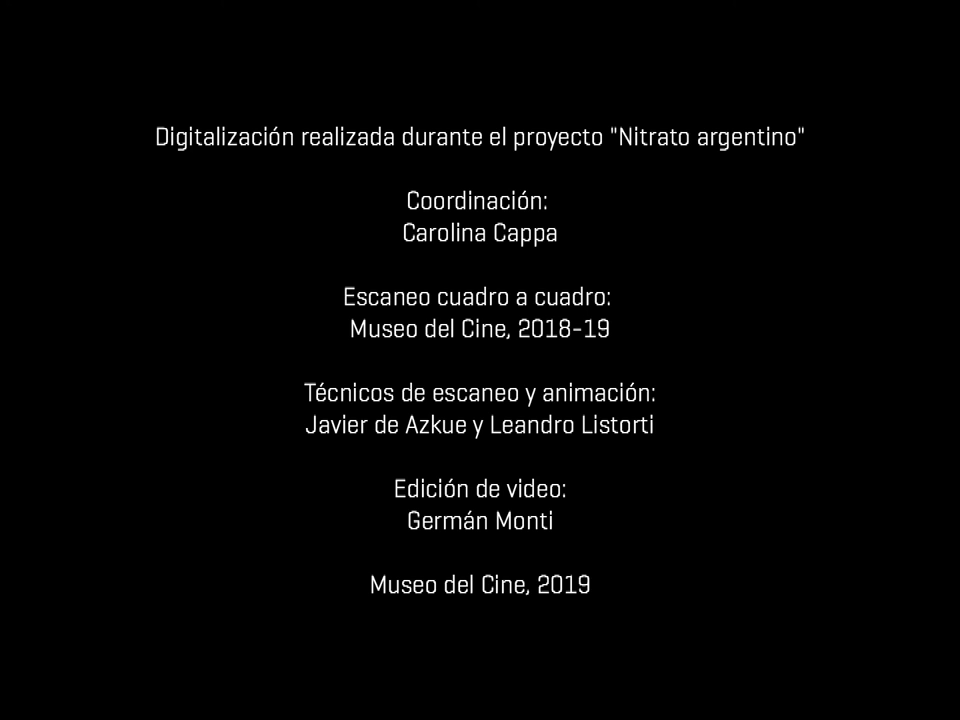 Digitalización realizada durante el proyecto "Nitrato argentino"
Coordinación:
Carolina Cappa
Escaneo cuadro a cuadro:
Museo del Cine, 2018-19
Técnicos de escaneo y animación:
Javier de Azkue y Leandro Listorti
Edición de video:
Germán Monti
Museo del Cine, 2019